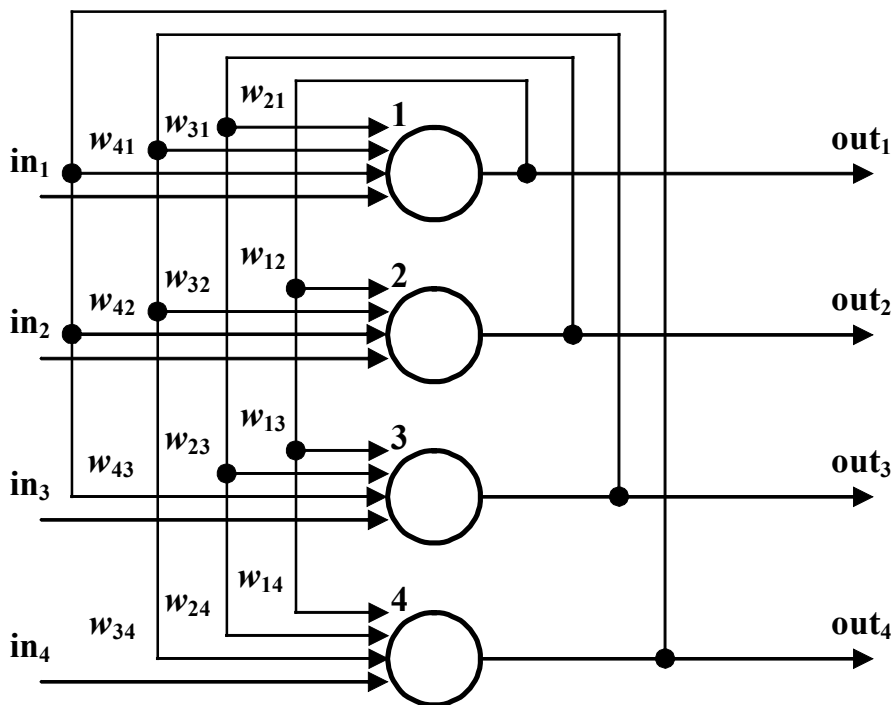 w₂₁ 1
w₄₁ w₃₁ out₁
in₁
w₁₂ 2
w₄₂ w₃₂ out₂
in₂
w₁₃ 3
w₄₃ w₂₃ out₃
in₃
w₁₄ 4
w₃₄ w₂₄ out₄
in₄